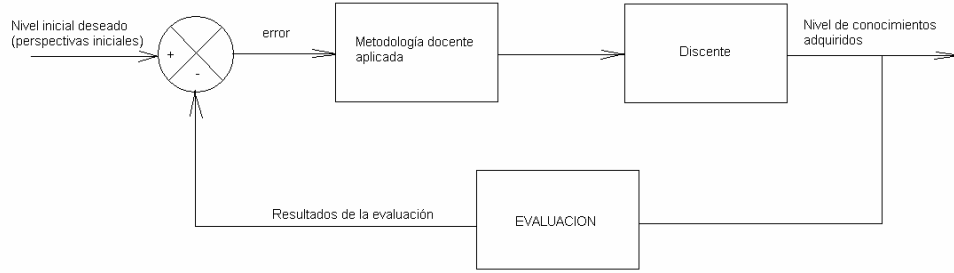 Nivel inicial deseado
(perspectivas iniciales)
+
-
error
Metodología docente
aplicada
Discente
Nivel de conocimientos
adquiridos
Resultados de la evaluación
EVALUACION